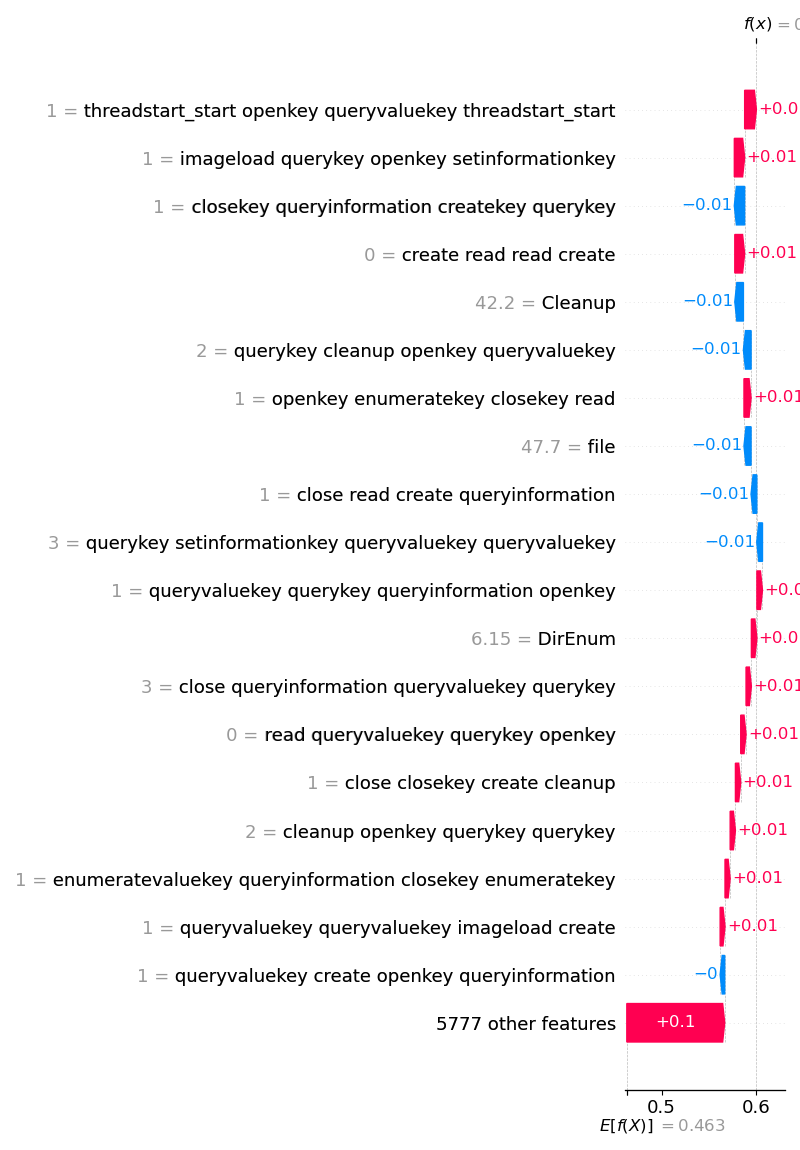 f(x) = 0
1 = threadstart_start openkey queryvaluekey threadstart_start
+0.0
1 = imageload querykey openkey setinformationkey
+0.01
1 = closekey queryinformation createkey querykey
−0.01
0 = create read read create
+0.01
42.2 = Cleanup
−0.01
2 = querykey cleanup openkey queryvaluekey
−0.01
1 = openkey enumeratekey closekey read
+0.01
47.7 = file
−0.01
1 = close read create queryinformation
−0.01
3 = querykey setinformationkey queryvaluekey queryvaluekey
−0.01
1 = queryvaluekey querykey queryinformation openkey
+0.0
6.15 = DirEnum
+0.0
3 = close queryinformation queryvaluekey querykey
+0.01
0 = read queryvaluekey querykey openkey
+0.01
1 = close closekey create cleanup
+0.01
2 = cleanup openkey querykey querykey
+0.01
1 = enumeratevaluekey queryinformation closekey enumeratekey
+0.01
1 = queryvaluekey queryvaluekey imageload create
+0.01
1 = queryvaluekey create openkey queryinformation
−0
5777 other features
+0.1
0.5
0.6
E[f(X)] = 0.463